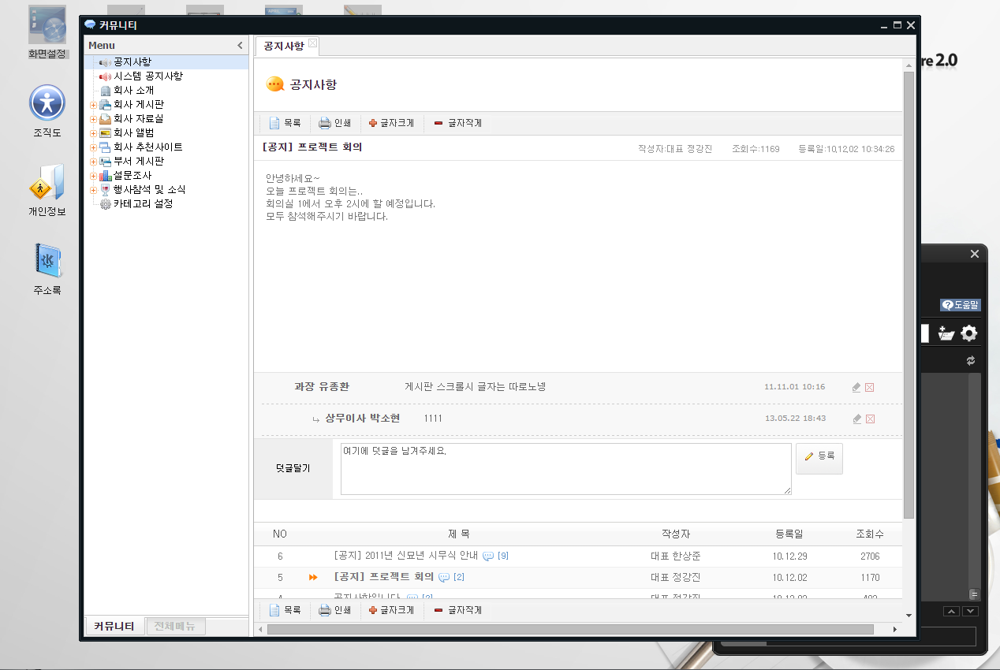 화면설정
조직도
개인정보
주소록
re 2.0
커뮤니티
Menu
공지사항
시스템 공지사항
회사 소개
회사 게시판
회사 자료실
회사 앨범
회사 추천사이트
부서 게시판
설문조사
행사참석 및 소식
카테고리 설정
커뮤니티
전체메뉴
공지사항
공지사항
목록 인쇄 글자크게 글자작게
[공지] 프로젝트 회의 작성자:대표 정강진 조회수:1169 등록일:10.12.02 10:34:26
안녕하세요~
오늘 프로젝트 회의는..
회의실 1에서 오후 2시에 할 예정입니다.
모두 참석해주시기 바랍니다.
과장 유종환 게시판 스크롤시 글자는 따로노넹 11.11.01 10:16
상무이사 박소현 1111 13.05.22 18:43
덧글달기 여기에 덧글을 남겨주세요. 등록
NO 제 목 작성자 등록일 조회수
6 [공지] 2011년 신묘년 시무식 안내 [9] 대표 한상준 10.12.29 2706
5 [공지] 프로젝트 회의 [2] 대표 정강진 10.12.02 1170
공지사항입니다. 대표 정강진
목록 인쇄 글자크게 글자작게
도움말